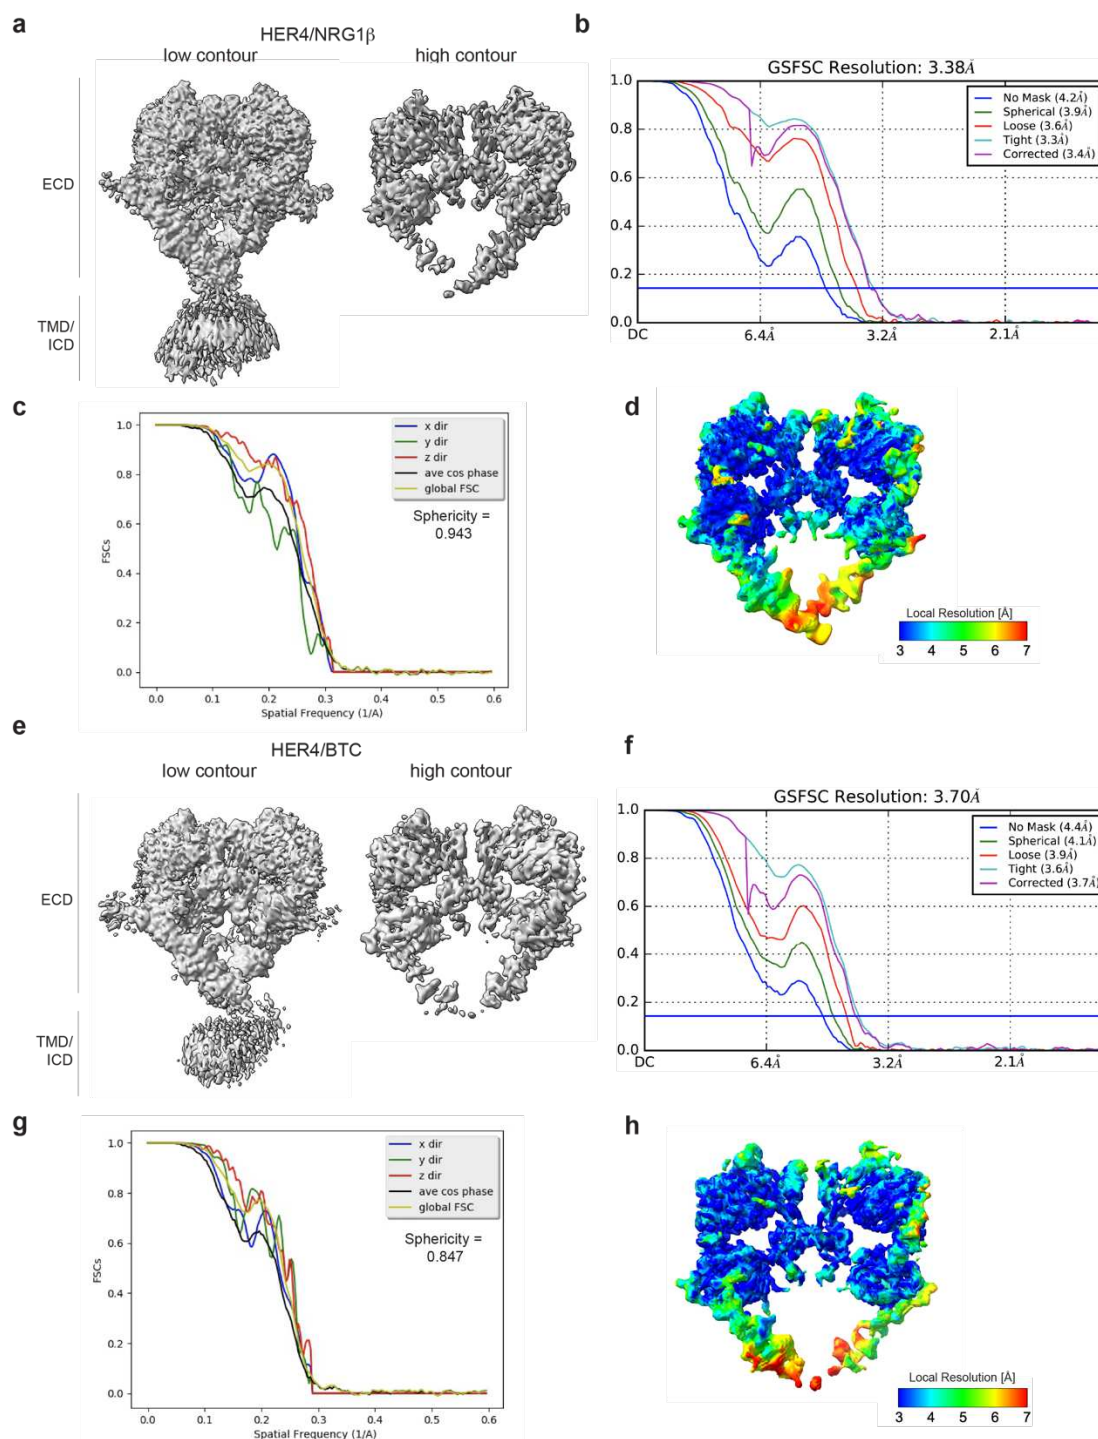 a
HER4/NRG1β
low contour
high contour
ECD
TMD/
ICD
b
GSFSC Resolution: 3.38Å
No Mask (4.2Å)
Spherical (3.9Å)
Loose (3.6Å)
Tight (3.3Å)
Corrected (3.4Å)
1.0
0.8
0.6
0.4
0.2
0.0
DC
6.4Å
3.2Å
2.1Å
c
x dir
y dir
z dir
ave cos phase
global FSC
Sphericity =
0.943
FSCs
1.0
0.8
0.6
0.4
0.2
0.0
0.0 0.1 0.2 0.3 0.4 0.5 0.6
Spatial Frequency (1/A)
d
Local Resolution [Å]
3 4 5 6 7
e
HER4/BTC
low contour
high contour
ECD
TMD/
ICD
f
GSFSC Resolution: 3.70Å
No Mask (4.4Å)
Spherical (4.1Å)
Loose (3.9Å)
Tight (3.6Å)
Corrected (3.7Å)
1.0
0.8
0.6
0.4
0.2
0.0
DC
6.4Å
3.2Å
2.1Å
g
x dir
y dir
z dir
ave cos phase
global FSC
Sphericity =
0.847
FSCs
1.0
0.8
0.6
0.4
0.2
0.0
0.0 0.1 0.2 0.3 0.4 0.5 0.6
Spatial Frequency (1/A)
h
Local Resolution [Å]
3 4 5 6 7